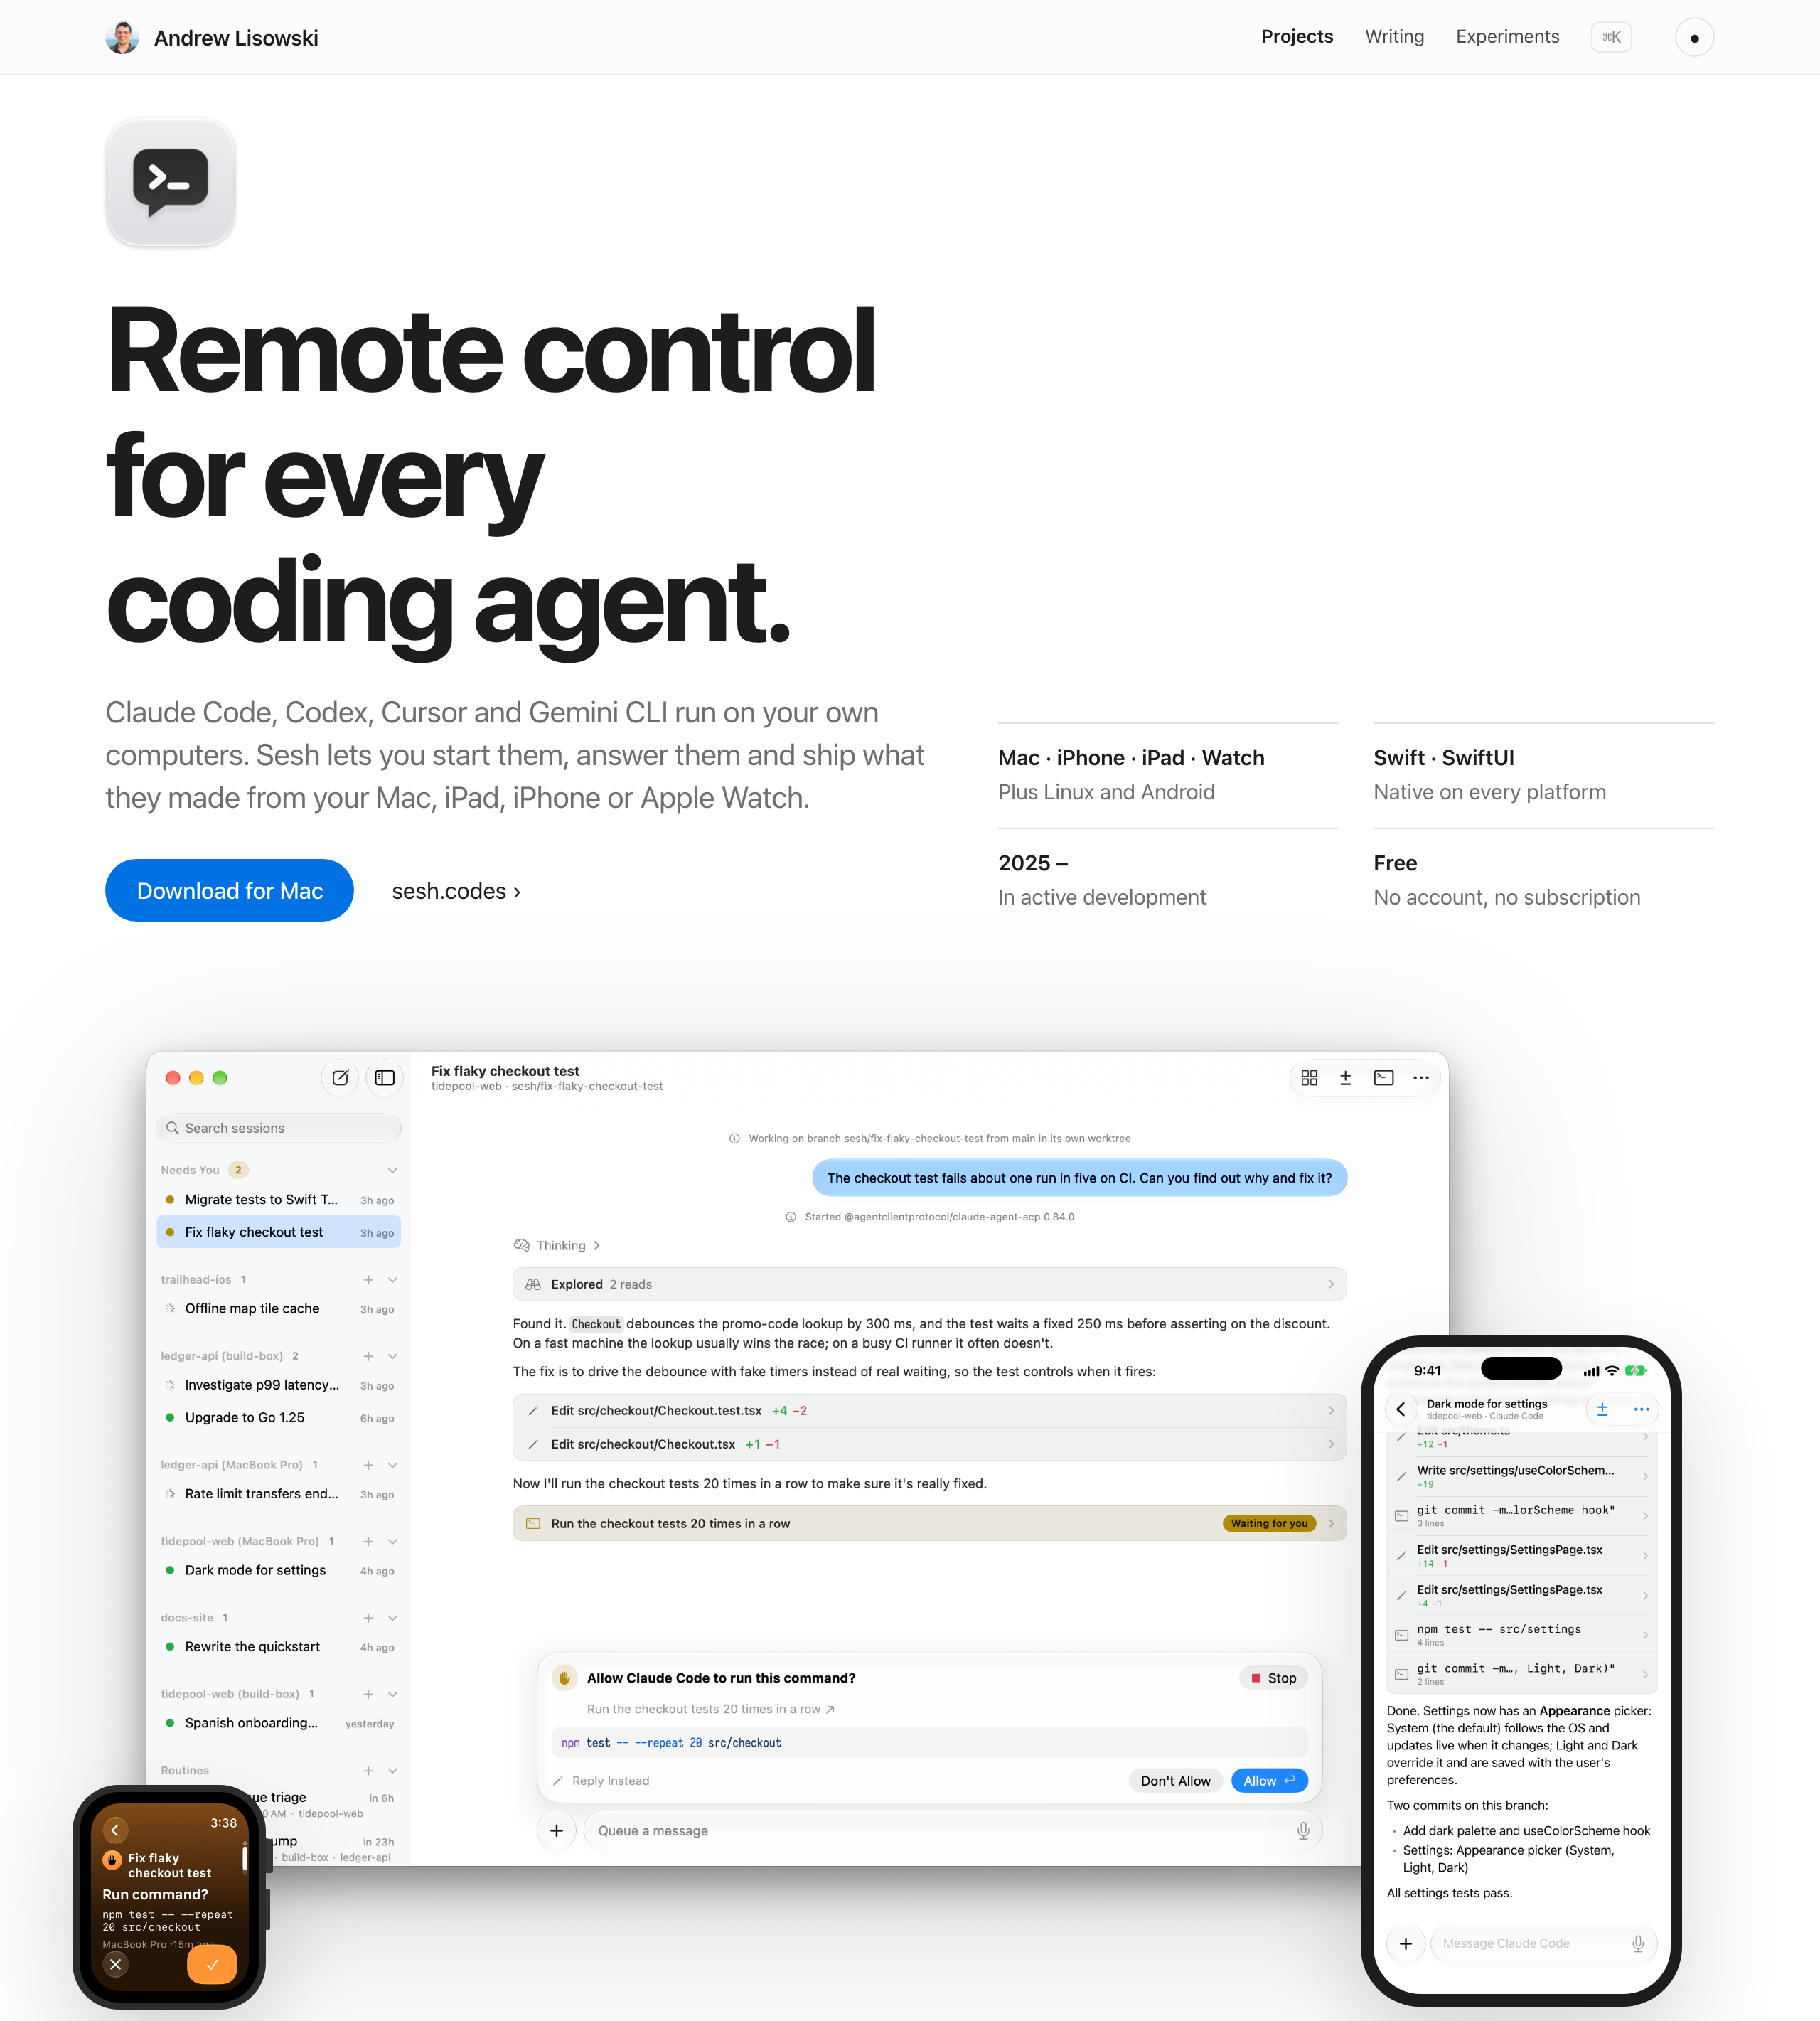 Andrew Lisowski
Projects
Writing
Experiments
⌘K
>_
Remote control
for every
coding agent.
Claude Code, Codex, Cursor and Gemini CLI run on your own
computers. Sesh lets you start them, answer them and ship what
they made from your Mac, iPad, iPhone or Apple Watch.
Download for Mac
sesh.codes ›
Mac · iPhone · iPad · Watch
Plus Linux and Android
Swift · SwiftUI
Native on every platform
2025 –
In active development
Free
No account, no subscription
Search sessions
Needs You 2
Migrate tests to Swift T... 3h ago
Fix flaky checkout test 3h ago
trailhead-ios 1
Offline map tile cache 3h ago
ledger-api (build-box) 2
Investigate p99 latency... 3h ago
Upgrade to Go 1.25 6h ago
ledger-api (MacBook Pro) 1
Rate limit transfers end... 3h ago
tidepool-web (MacBook Pro) 1
Dark mode for settings 4h ago
docs-site 1
Rewrite the quickstart 4h ago
tidepool-web (build-box) 1
Spanish onboarding... yesterday
Routines
triage in 6h
AM · tidepool-web
in 23h
· build-box · ledger-api
Fix flaky checkout test
tidepool-web · sesh/fix-flaky-checkout-test
Working on branch sesh/fix-flaky-checkout-test from main in its own worktree
The checkout test fails about one run in five on CI. Can you find out why and fix it?
Started @agentclientprotocol/claude-agent-acp 0.84.0
Thinking
Explored 2 reads
Found it. Checkout debounces the promo-code lookup by 300 ms, and the test waits a fixed 250 ms before asserting on the discount.
On a fast machine the lookup usually wins the race; on a busy CI runner it often doesn't.
The fix is to drive the debounce with fake timers instead of real waiting, so the test controls when it fires:
Edit src/checkout/Checkout.test.tsx +4 −2
Edit src/checkout/Checkout.tsx +1 −1
Now I'll run the checkout tests 20 times in a row to make sure it's really fixed.
Run the checkout tests 20 times in a row Waiting for you
Allow Claude Code to run this command?
Stop
Run the checkout tests 20 times in a row ↗
npm test -- --repeat 20 src/checkout
Reply Instead
Don't Allow
Allow
Queue a message
3:38
Fix flaky
checkout test
Run command?
npm test -- --repeat
20 src/checkout
MacBook Pro ·15m ago
9:41
Dark mode for settings
tidepool-web · Claude Code
+12 −1
Write src/settings/useColorSchem...
+19
git commit -m…lorScheme hook"
3 lines
Edit src/settings/SettingsPage.tsx
+14 −1
Edit src/settings/SettingsPage.tsx
+4 −1
npm test -- src/settings
4 lines
git commit -m…, Light, Dark)"
2 lines
Done. Settings now has an Appearance picker:
System (the default) follows the OS and
updates live when it changes; Light and Dark
override it and are saved with the user's
preferences.
Two commits on this branch:
· Add dark palette and useColorScheme hook
· Settings: Appearance picker (System,
Light, Dark)
All settings tests pass.
Message Claude Code